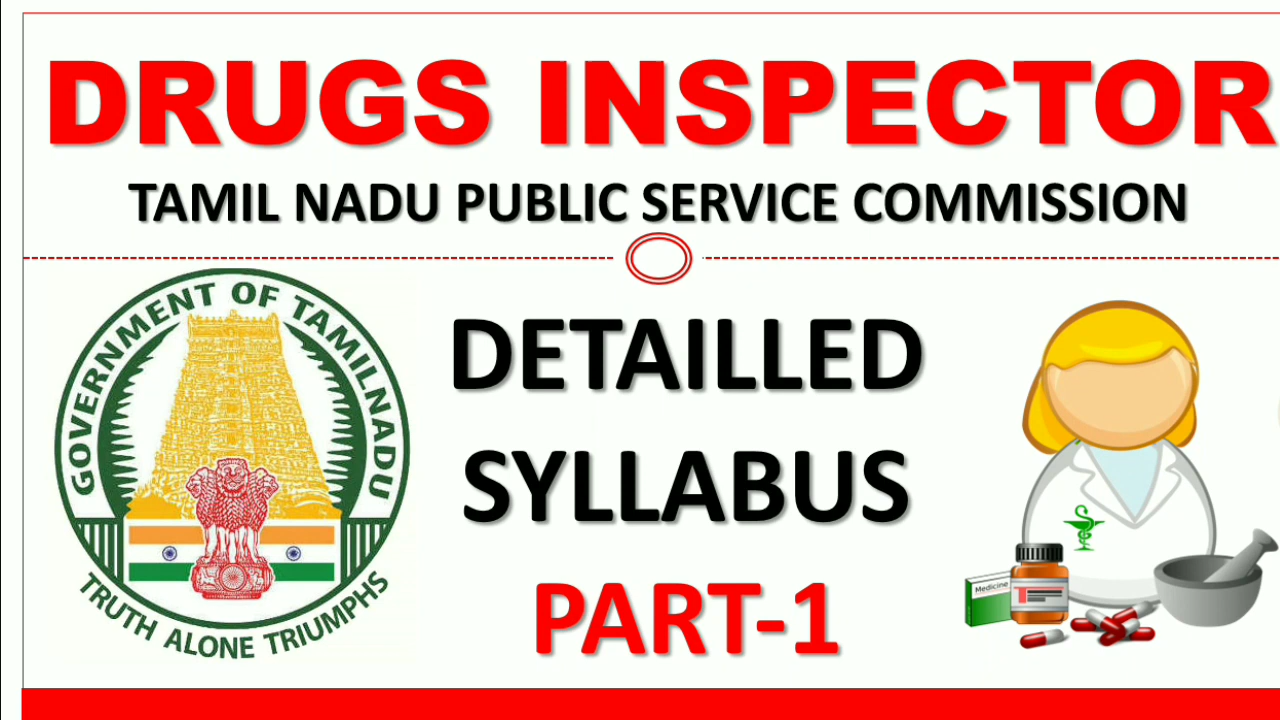 DRUGS INSPECTOR
TAMIL NADU PUBLIC SERVICE COMMISSION
GOVERNMENT OF TAMILNADU
TRUTH ALONE TRIUMPHS
DETAILLED
SYLLABUS
PART-1
Medicine